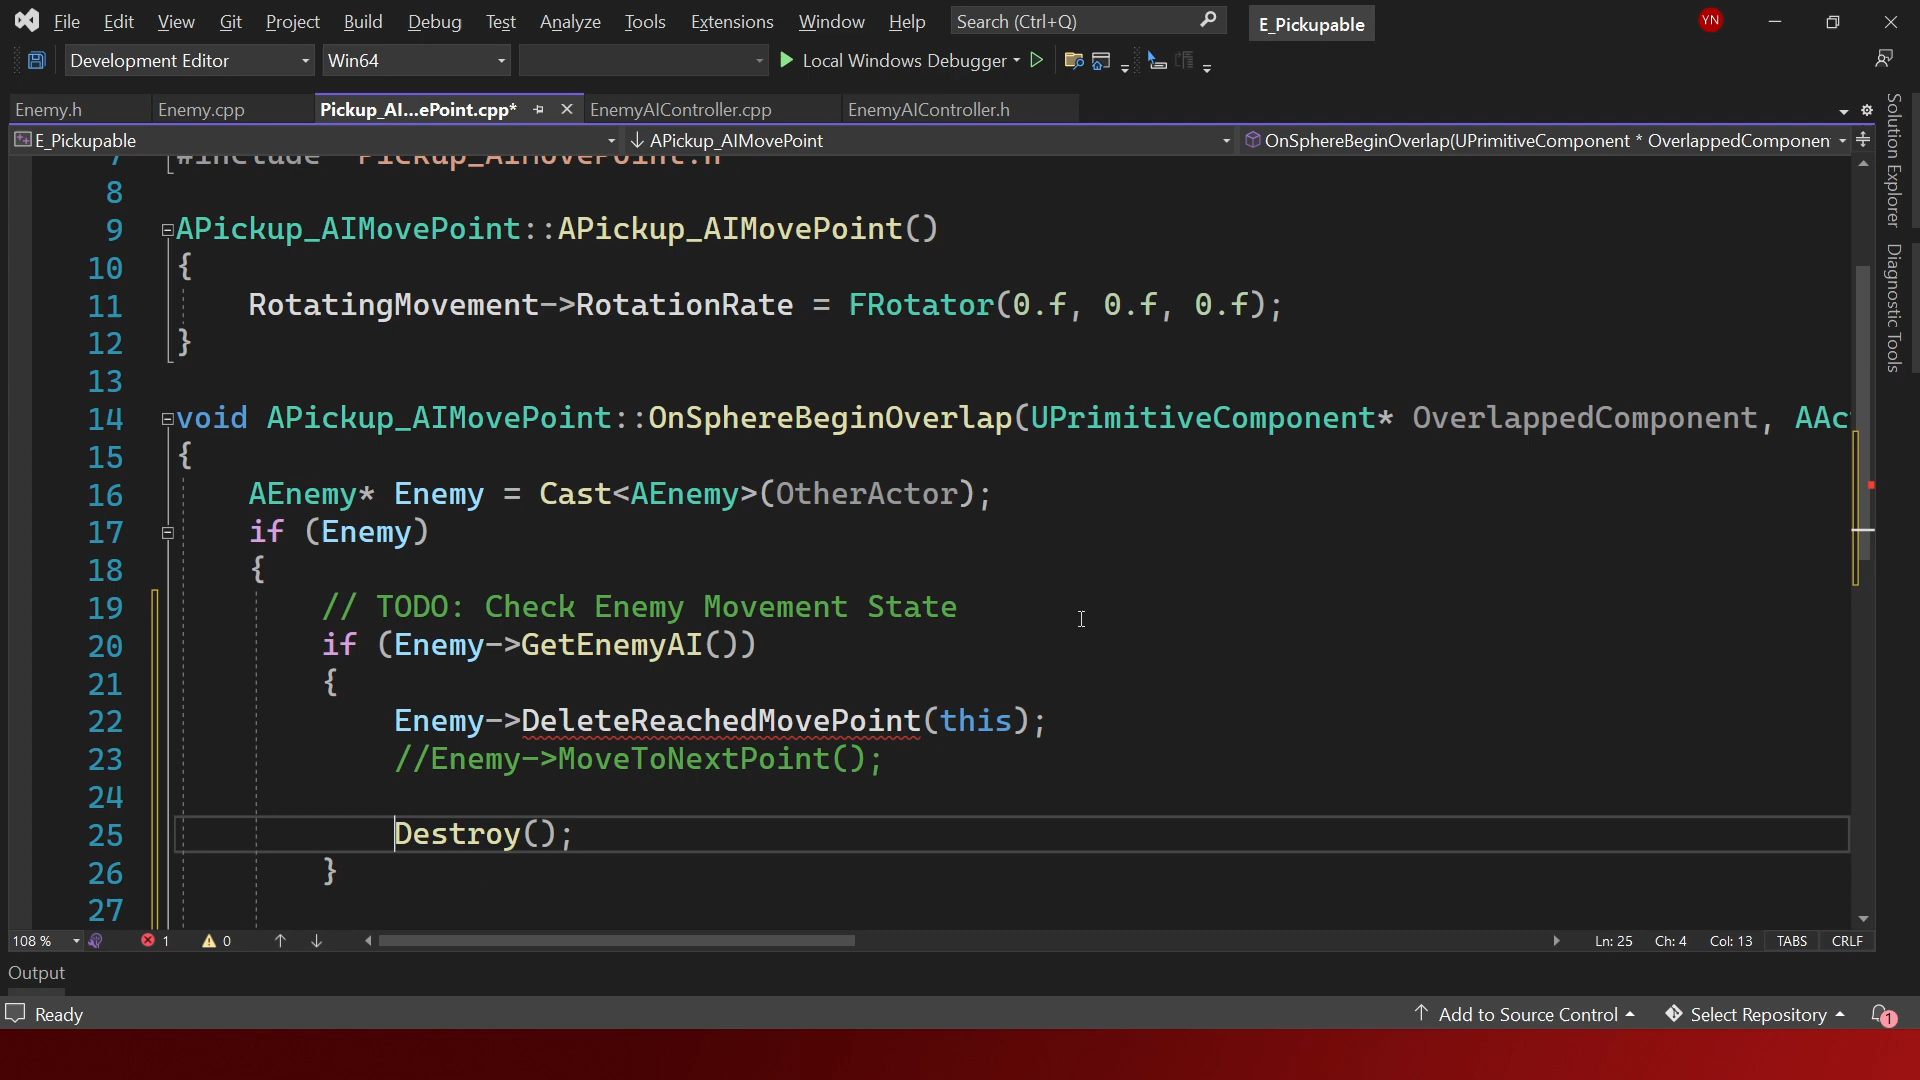 File Edit View Git Project Build Debug Test Analyze Tools Extensions Window Help Search (Ctrl+Q) E_Pickupable YN
Development Editor Win64 Local Windows Debugger
Enemy.h Enemy.cpp Pickup_AI...ePoint.cpp* EnemyAIController.cpp EnemyAIController.h
E_Pickupable APickup_AIMovePoint OnSphereBeginOverlap(UPrimitiveComponent * OverlappedComponen
7 #include "Pickup_AIMovePoint.h"
8
9 APickup_AIMovePoint::APickup_AIMovePoint()
10 {
11 RotatingMovement->RotationRate = FRotator(0.f, 0.f, 0.f);
12 }
13
14 void APickup_AIMovePoint::OnSphereBeginOverlap(UPrimitiveComponent* OverlappedComponent, AAc
15 {
16 AEnemy* Enemy = Cast<AEnemy>(OtherActor);
17 if (Enemy)
18 {
19 // TODO: Check Enemy Movement State
20 if (Enemy->GetEnemyAI())
21 {
22 Enemy->DeleteReachedMovePoint(this);
23 //Enemy->MoveToNextPoint();
24
25 Destroy();
26 }
27
108 % 1 0 Ln: 25 Ch: 4 Col: 13 TABS CRLF
Output
Ready Add to Source Control Select Repository 1
Solution Explorer
Diagnostic Tools